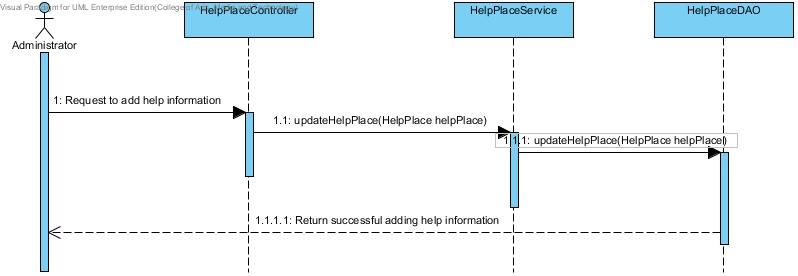 Visual Paradigm for UML Enterprise Edition(College of
HelpPlaceController
HelpPlaceService
HelpPlaceDAO
Administrator
1: Request to add help information
1.1: updateHelpPlace(HelpPlace helpPlace)
1.1.1: updateHelpPlace(HelpPlace helpPlace)
1.1.1.1: Return successful adding help information